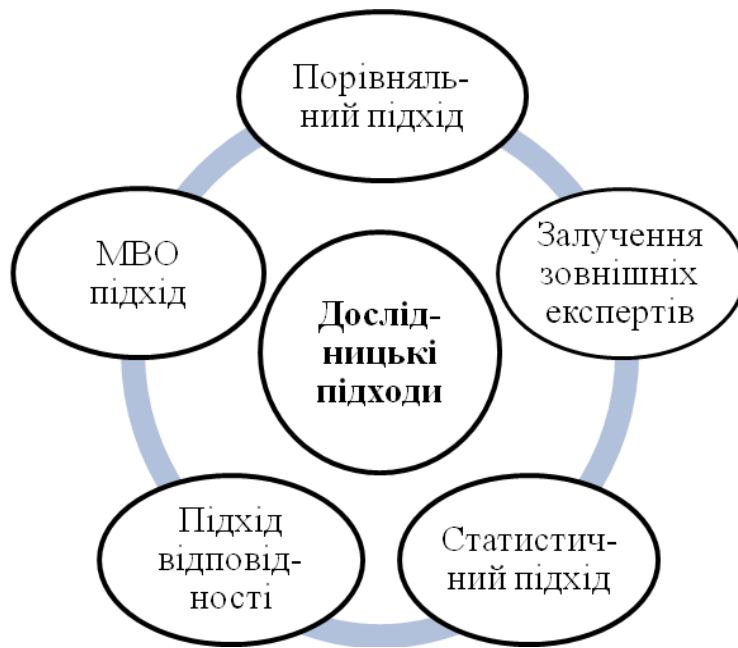 Порівняль-
ний підхід
Залучення
зовнішніх
експертів
Статистич-
ний підхід
Підхід
відповід-
ності
МВО
підхід
Дослід-
ницькі
підходи